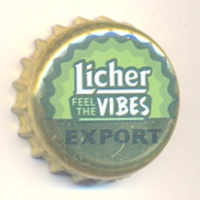 Licher
FEEL THE VIBES
EXPORT